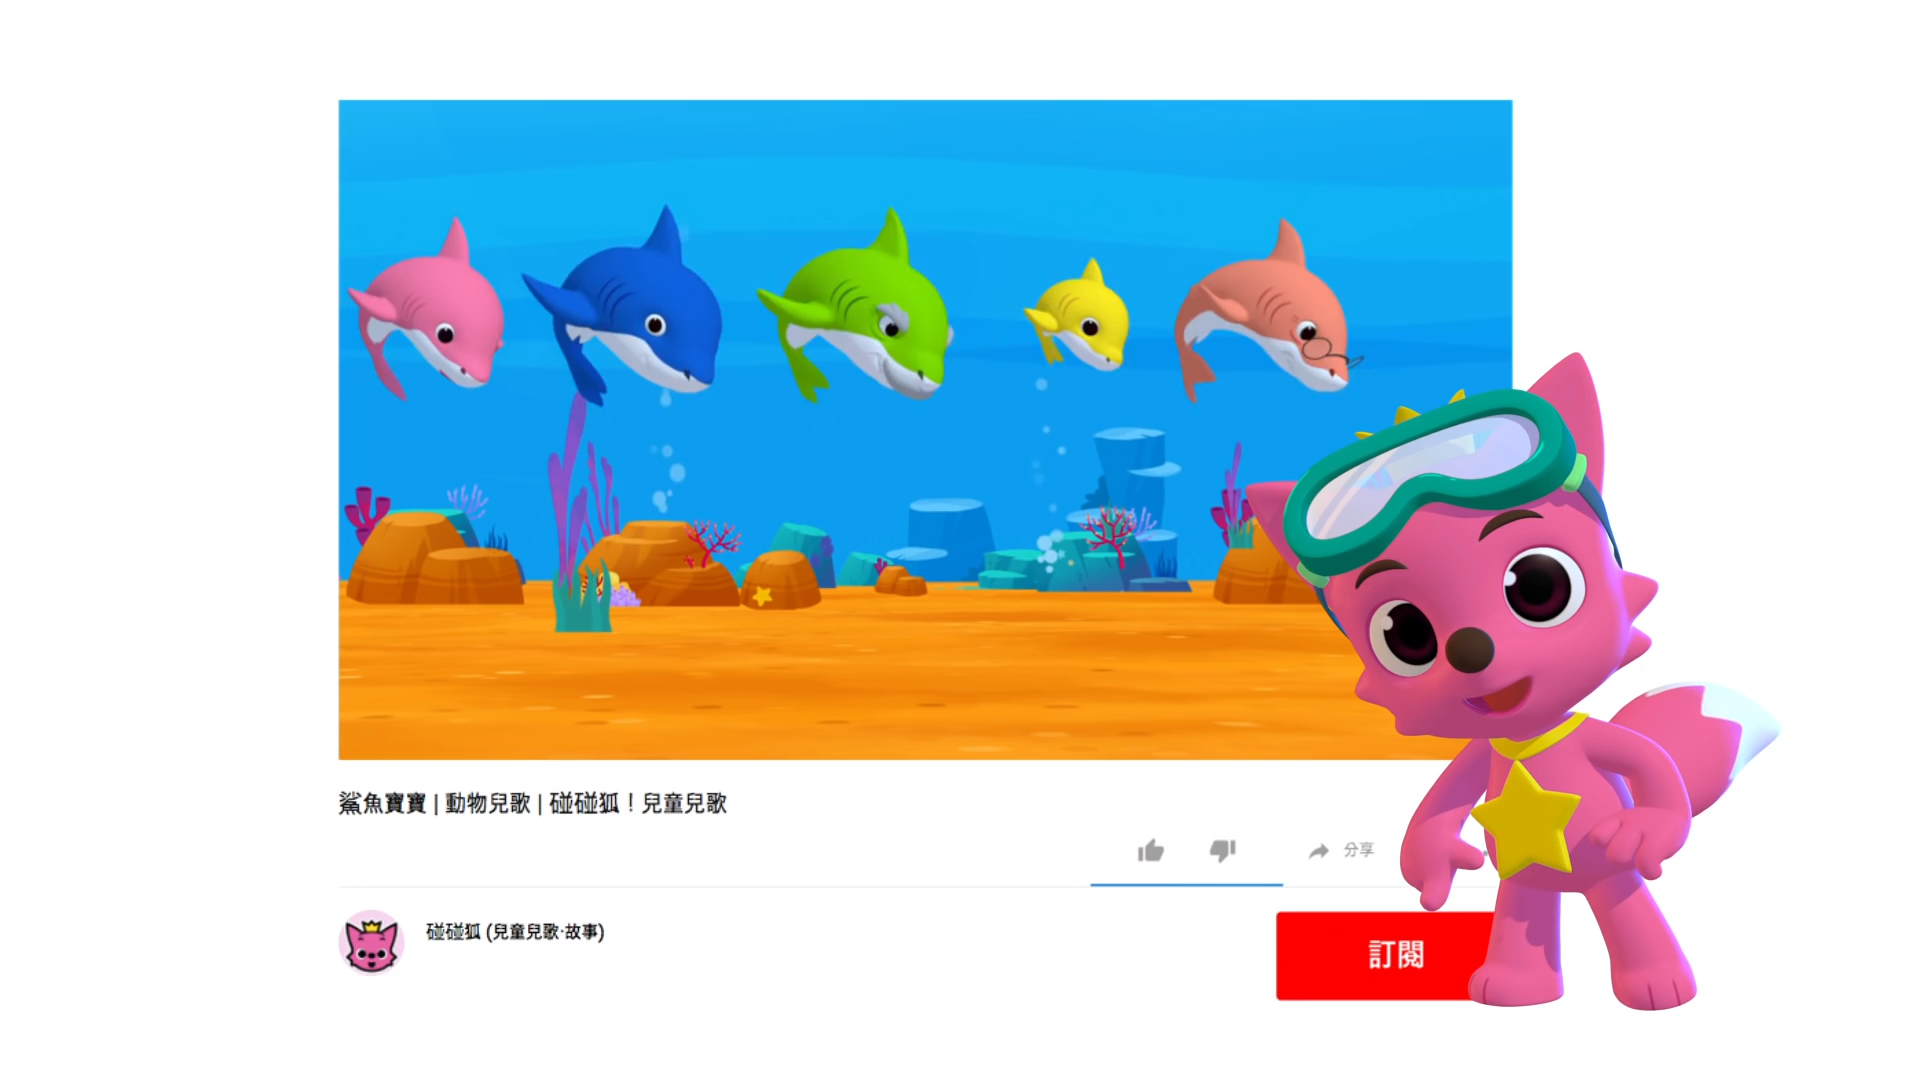 鯊魚寶寶 | 動物兒歌 | 碰碰狐！兒童兒歌
分享
碰碰狐 (兒童兒歌·故事)
訂閱